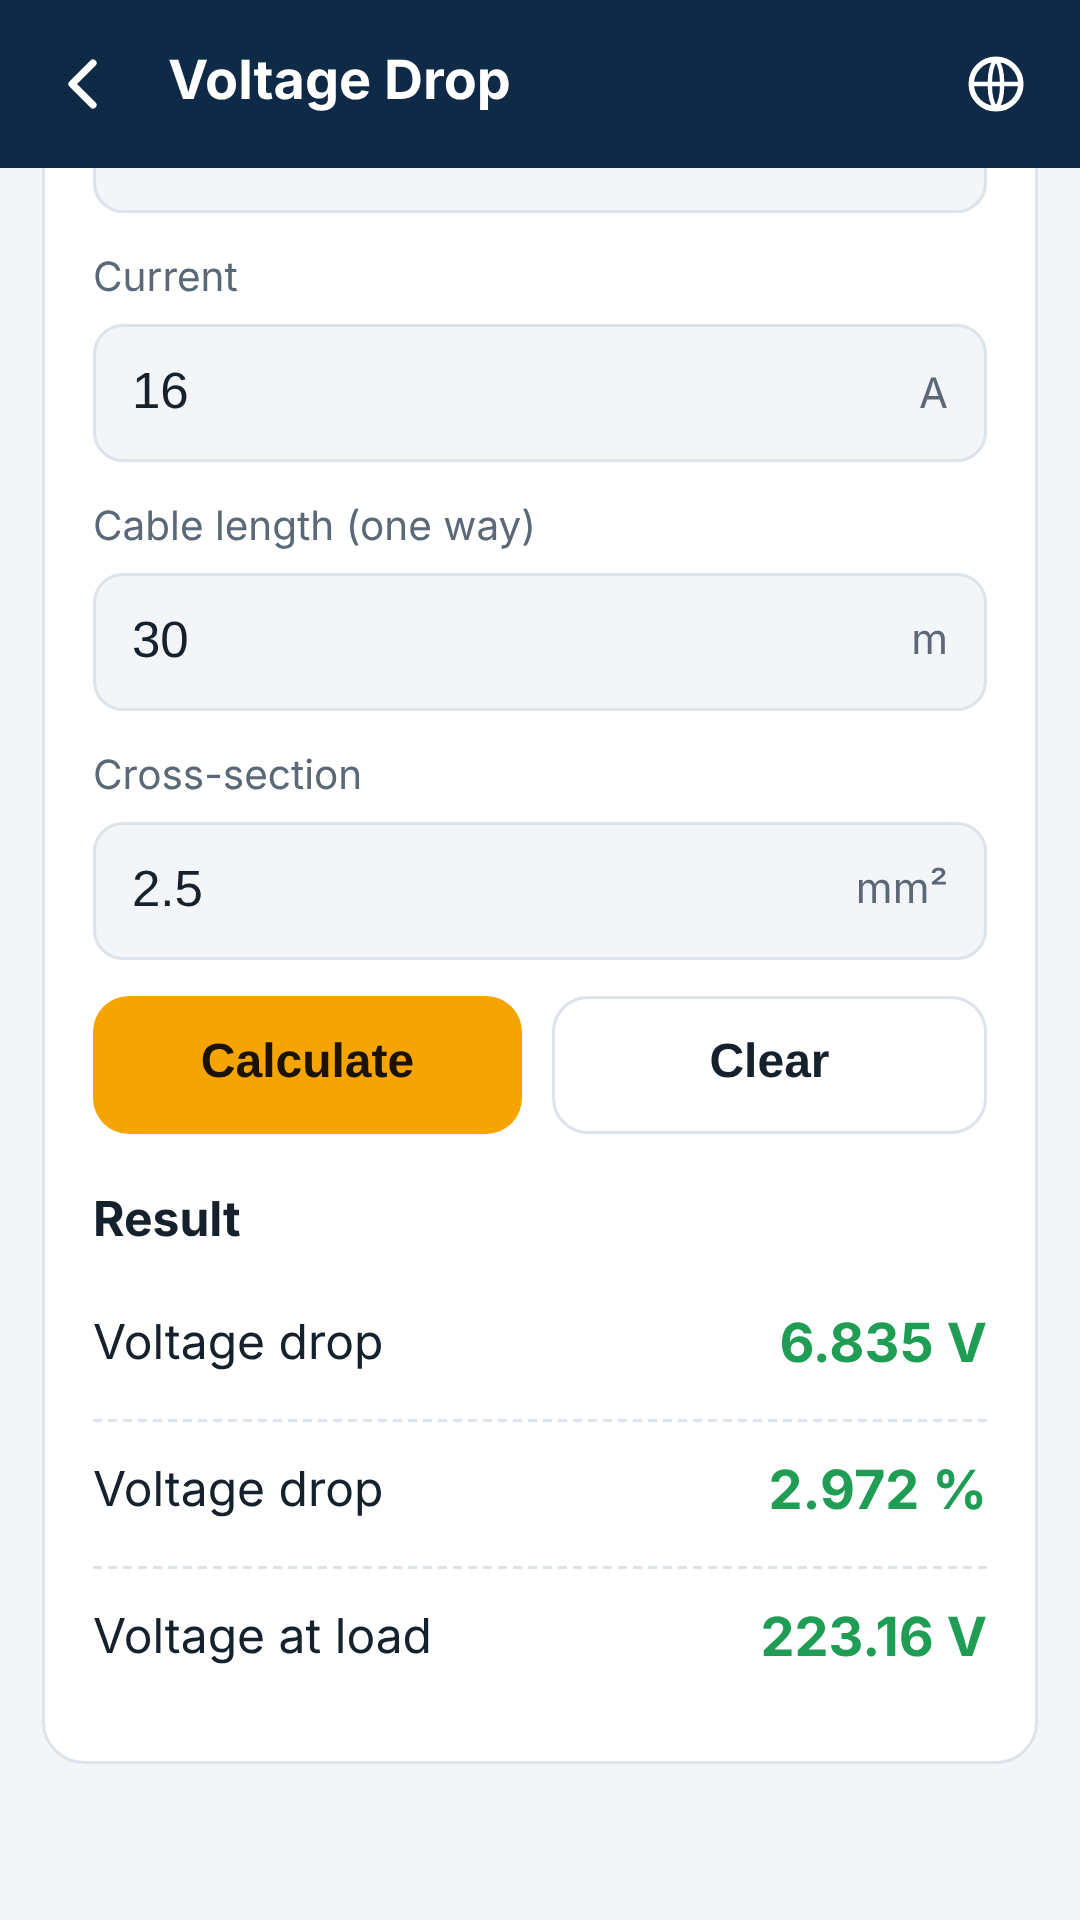 Voltage Drop
Current
16 A
Cable length (one way)
30 m
Cross-section
2.5 mm²
Calculate Clear
Result
Voltage drop 6.835 V
Voltage drop 2.972 %
Voltage at load 223.16 V